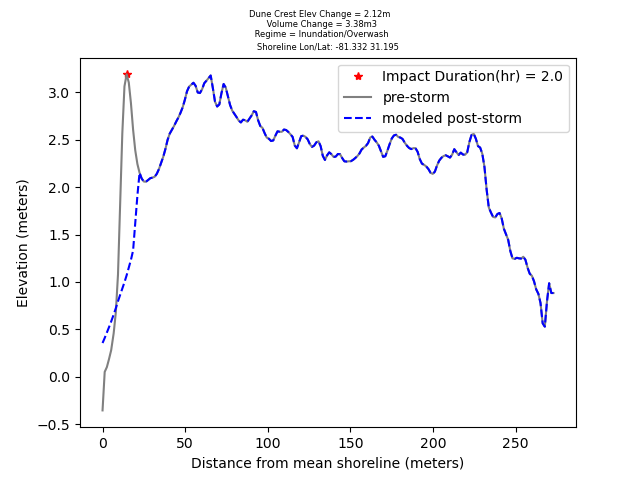 Dune Crest Elev Change = 2.12m
Volume Change = 3.38m3
Regime = Inundation/Overwash
Shoreline Lon/Lat: -81.332 31.195
Impact Duration(hr) = 2.0
pre-storm
modeled post-storm
Elevation (meters)
3.0
2.5
2.0
1.5
1.0
0.5
0.0
−0.5
0 50 100 150 200 250
Distance from mean shoreline (meters)